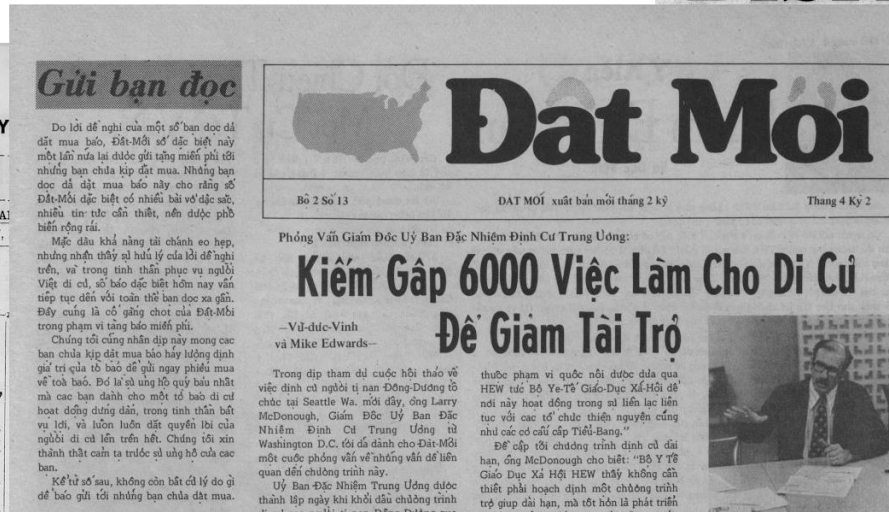 Gửi bạn đọc
Do lời đề nghị của một số bạn đọc đã
đặt mua báo, Đất-Mới số đặc biệt này
một lần nưa lại được gửi tặng miễn phí tới
những bạn chưa kịp đặt mua. Những bạn
đọc đã đặt mua báo này cho rằng số
Đất-Mới đặc biệt có nhiều bài vở đặc sắc,
nhiều tin tức cần thiết, nên được phổ
biến rộng rãi.
Mặc dầu khả năng tài chánh eo hẹp,
nhưng nhận thấy sự hữu lý của lời đề nghị
trên, và trong tinh thần phục vụ người
Việt di cư, số báo đặc biệt hôm nay vẫn
tiếp tục đến với toàn thể bạn đọc xa gần.
Đây cung là cố gắng chot của Đất-Mới
trong phạm vi tặng báo miễn phí.
Chúng tôi cúng nhân dịp này mong các
bạn chưa kịp đặt mua báo hãy lượng định
giá trị của tờ báo để gửi ngay phiếu mua
về toà báo. Đó là sự ủng hộ quý báu nhất
mà các bạn danh cho một tờ báo di cư
hoạt động đứng đắn, trong tinh thần bất
vụ lợi, và luôn luôn đặt quyền lợi của
người di cư lên trên hết. Chúng tôi xin
thành thật cảm tạ trước sự ủng hộ của các
bạn.
Kể từ số sau, không còn bất cứ lý do gì
để báo gửi tới những bạn chưa đặt mua.
Đất Mới
Bộ 2 Số 13
ĐAT MỚI xuất bản mỗi tháng 2 kỳ
Thang 4 Kỳ 2
Phỏng Vấn Giám Đốc Uỷ Ban Đặc Nhiệm Định Cư Trung Ương:
Kiếm Gấp 6000 Việc Làm Cho Di Cư
Để Giảm Tài Trợ
—Vũ-đức-Vinh
và Mike Edwards—
Trong dịp tham dự cuộc hội thảo về
việc định cư người tị nạn Đông-Dương tổ
chức tại Seattle Wa. mới đây, ông Larry
McDonough, Giám Đốc Uỷ Ban Đặc
Nhiệm Định Cư Trung Ương từ
Washington D.C. tới đã dành cho Đất-Mới
một cuộc phỏng vấn về những vấn đề liên
quan đến chương trình này.
Uỷ Ban Đặc Nhiệm Trung Ương được
thành lập ngày khi khởi đầu chương trình
thuộc phạm vi quốc nội được đưa qua
HEW tức Bộ Ye-Tế Giáo-Dục Xã-Hội để
nơi này hoạt động trong sự liên lạc liên
tục với các tổ chức thiện nguyện cũng
như các cơ cấu cấp Tiểu-Bang."
Đề cập tới chương trình định cư dài
hạn, ông McDonough cho biết: "Bộ Y Tế
Giáo Dục Xã Hội HEW thấy không cần
thiết phải hoạch định một chương trình
trợ giúp dài hạn, mà tốt hơn là phát triển